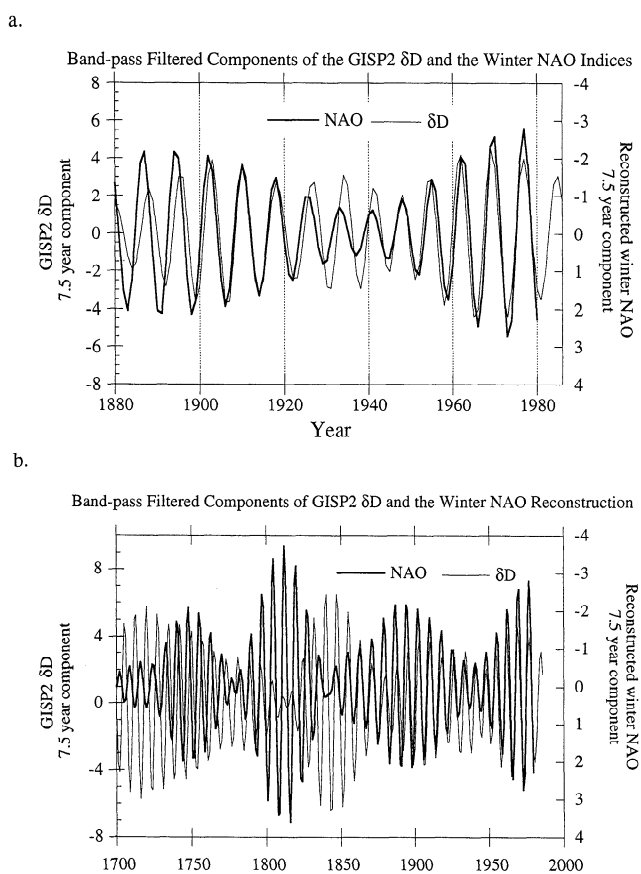 a.
Band-pass Filtered Components of the GISP2 δD and the Winter NAO Indices
8
6
4
2
0
-2
-4
-6
-8
GISP2 δD
7.5 year component
NAO
δD
-4
-3
-2
-1
0
1
2
3
4
Reconstructed winter NAO
7.5 year component
1880
1900
1920
1940
1960
1980
Year
b.
Band-pass Filtered Components of GISP2 δD and the Winter NAO Reconstruction
8
4
0
-4
-8
GISP2 δD
7.5 year component
NAO
δD
-4
-3
-2
-1
0
1
2
3
4
Reconstructed winter NAO
7.5 year component
1700
1750
1800
1850
1900
1950
2000